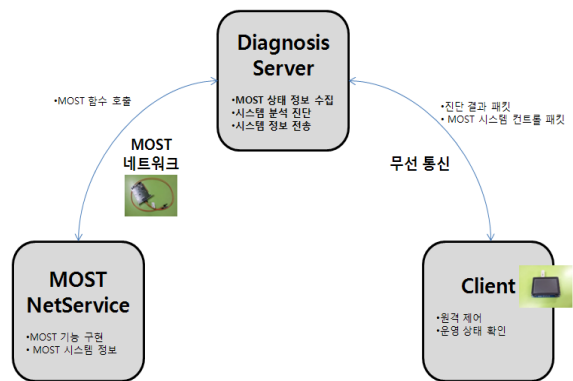 Diagnosis
Server
•MOST 상태 정보 수집
•시스템 분석 진단
•시스템 정보 전송
•MOST 함수 호출
•진단 결과 패킷
• MOST 시스템 컨트롤 패킷
MOST
네트워크
무선 통신
MOST
NetService
•MOST 기능 구현
• MOST 시스템 정보
Client
•원격 제어
•운영 상태 확인